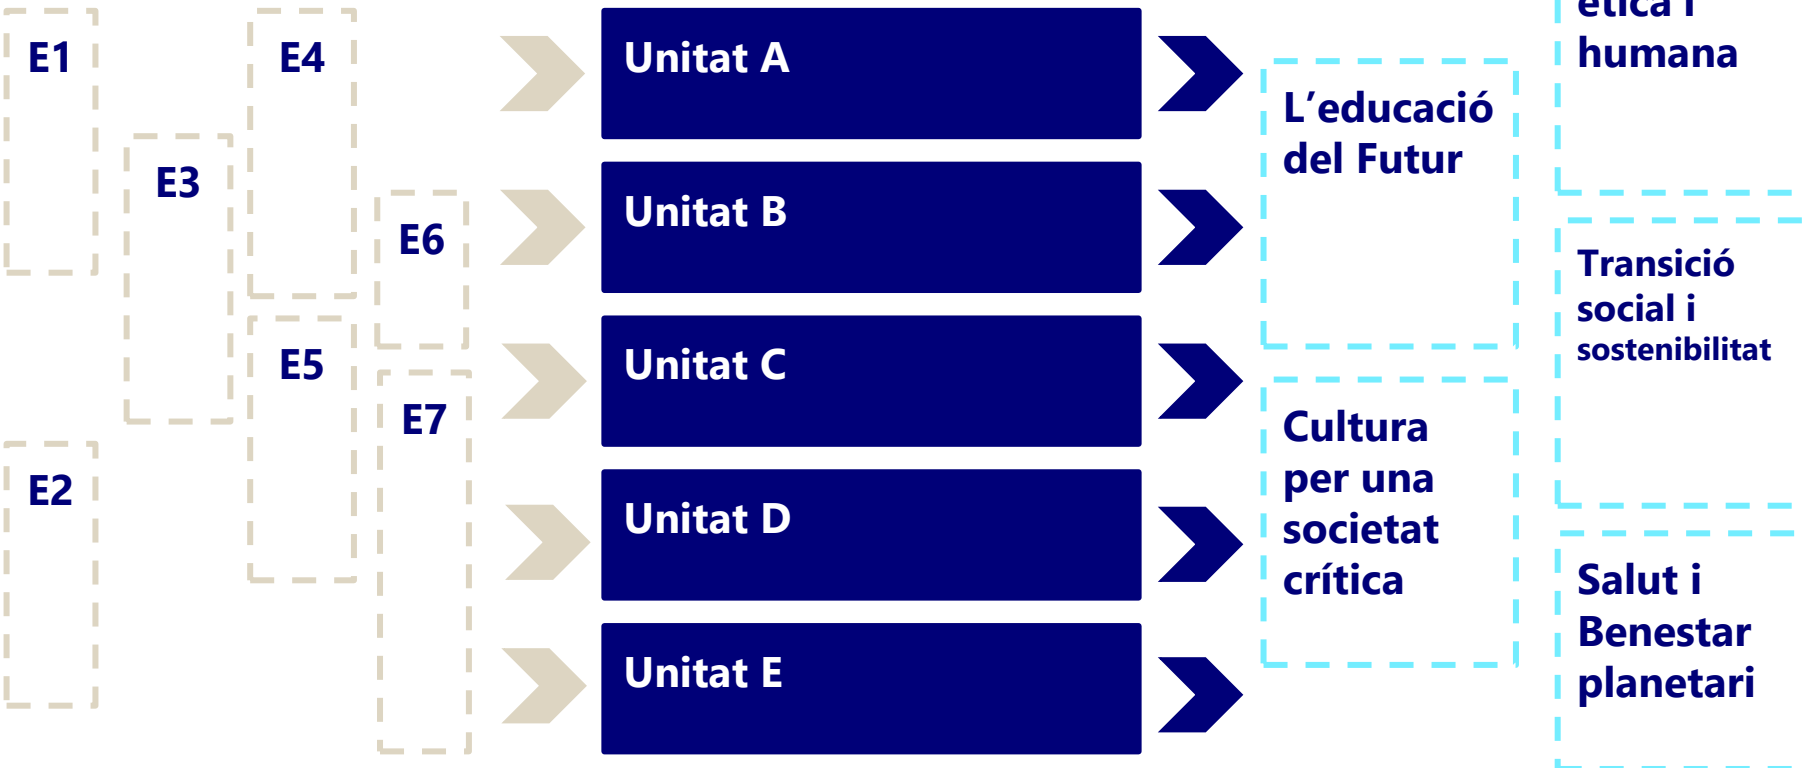 E1
E2
E3
E4
E5
E6
E7
Unitat A
Unitat B
Unitat C
Unitat D
Unitat E
L’educació
del Futur
Cultura
per una
societat
crítica
ètica i
humana
Transició
social i
sostenibilitat
Salut i
Benestar
planetari